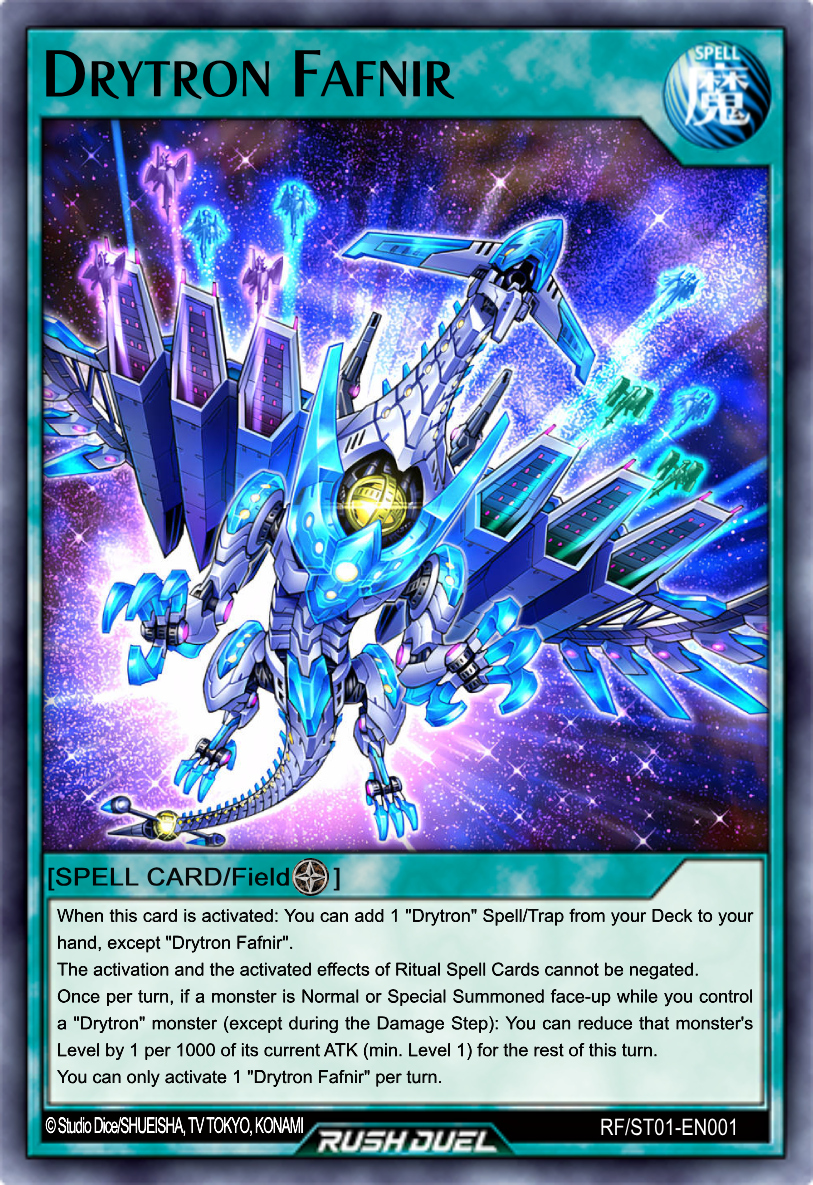 Drytron Fafnir
SPELL
魔
[SPELL CARD/Field ]
When this card is activated: You can add 1 "Drytron" Spell/Trap from your Deck to your
hand, except "Drytron Fafnir".
The activation and the activated effects of Ritual Spell Cards cannot be negated.
Once per turn, if a monster is Normal or Special Summoned face-up while you control
a "Drytron" monster (except during the Damage Step): You can reduce that monster's
Level by 1 per 1000 of its current ATK (min. Level 1) for the rest of this turn.
You can only activate 1 "Drytron Fafnir" per turn.
© Studio Dice/SHUEISHA, TV TOKYO, KONAMI
RUSH DUEL
RF/ST01-EN001